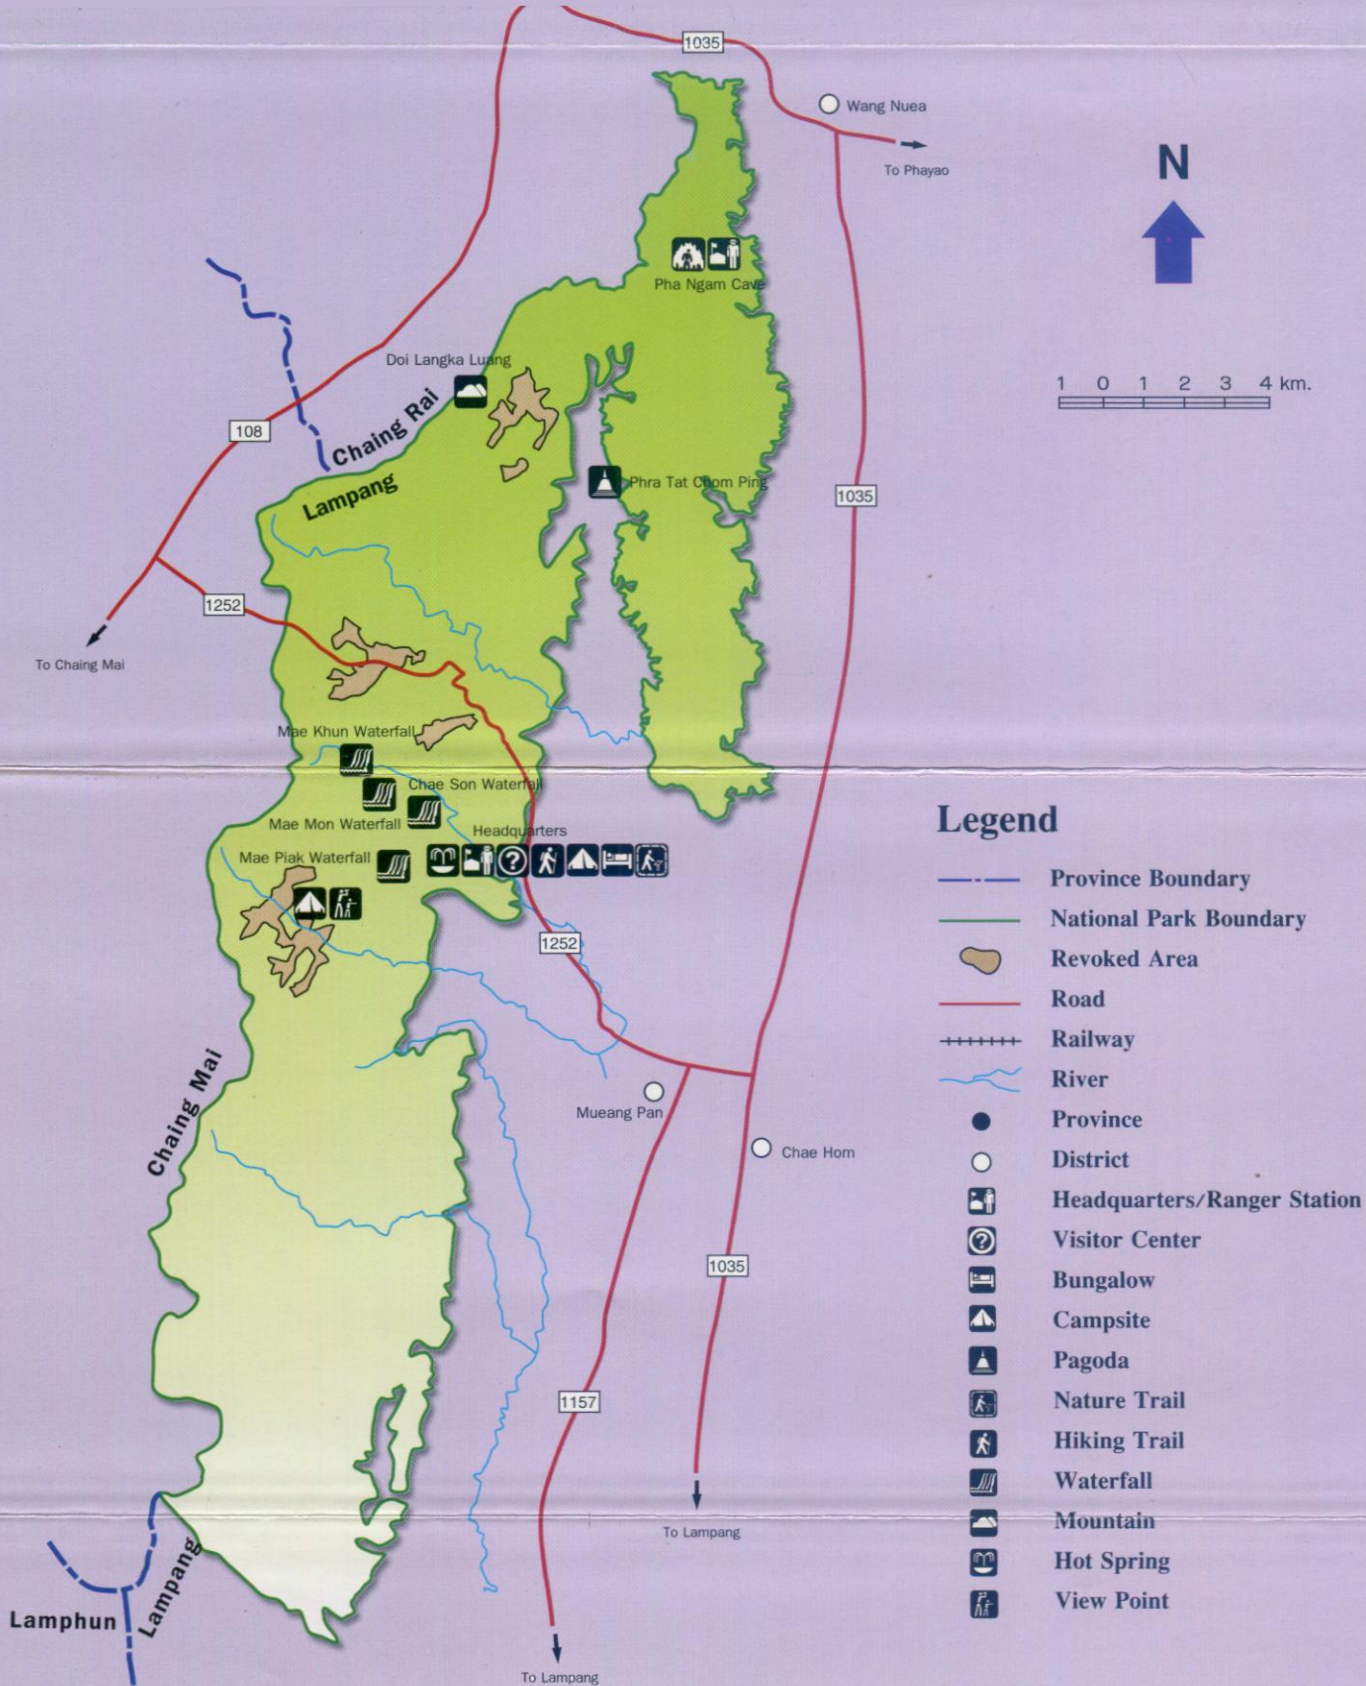 1035
Wang Nuea
To Phayao
N
Pha Ngam Cave
Doi Langka Luang
1 0 1 2 3 4 km.
Chaing Rai
108
Lampang
Phra Tat Chom Ping
1035
1252
To Chaing Mai
Mae Khun Waterfall
Chae Son Waterfall
Mae Mon Waterfall
Headquarters
Mae Piak Waterfall
1252
Chaing Mai
Mueang Pan
Chae Hom
1035
1157
To Lampang
Lampang
Lamphun
To Lampang
Legend
Province Boundary
National Park Boundary
Revoked Area
Road
Railway
River
Province
District
Headquarters/Ranger Station
Visitor Center
Bungalow
Campsite
Pagoda
Nature Trail
Hiking Trail
Waterfall
Mountain
Hot Spring
View Point